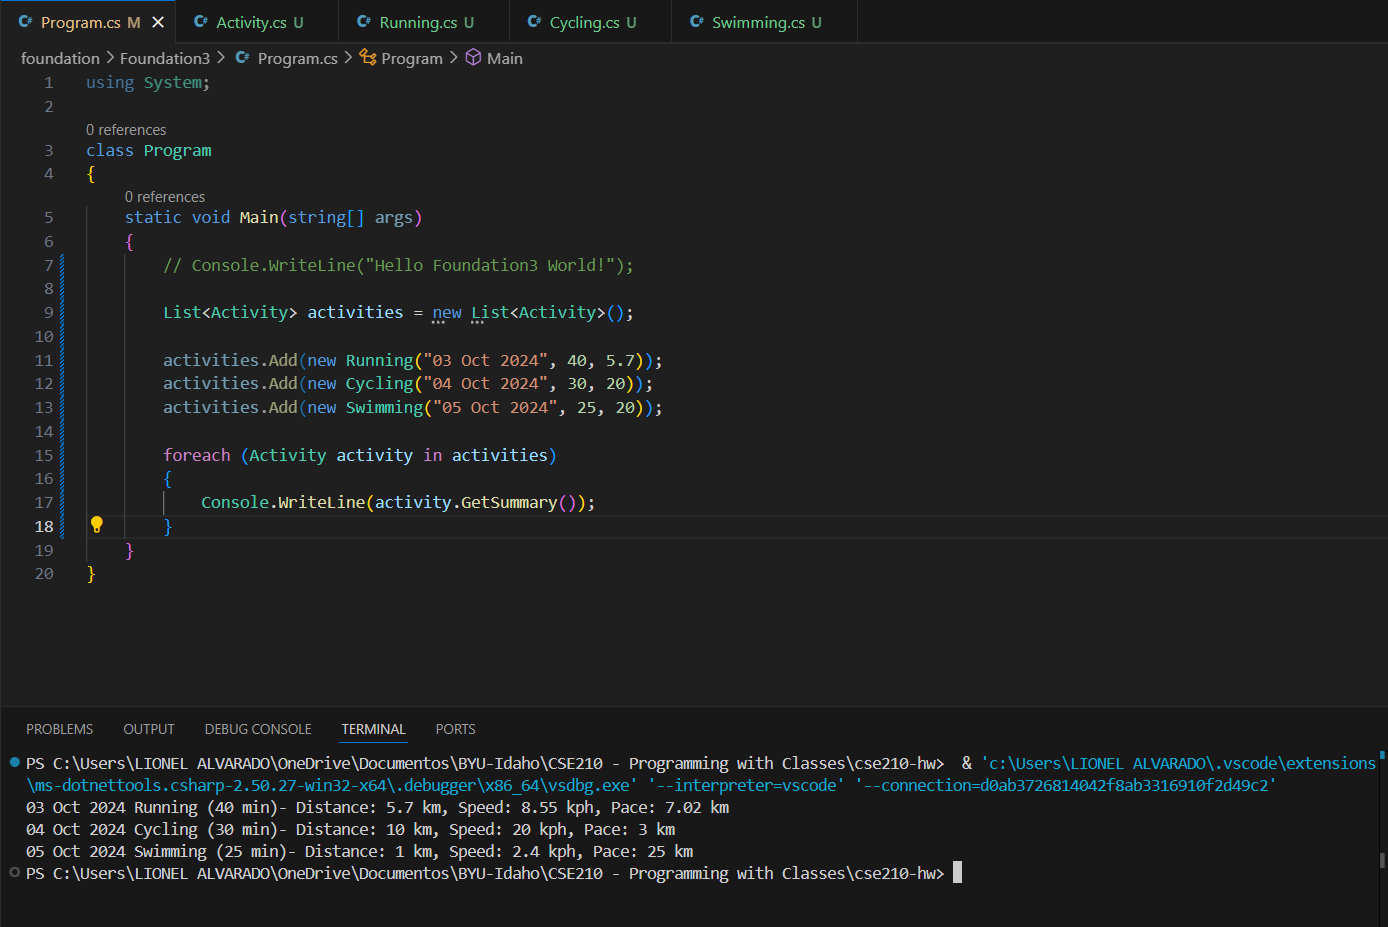 Program.cs M Activity.cs U Running.cs U Cycling.cs U Swimming.cs U
foundation > Foundation3 > Program.cs > Program > Main
1 using System;
2
0 references
3 class Program
4 {
0 references
5 static void Main(string[] args)
6 {
7 // Console.WriteLine("Hello Foundation3 World!");
8
9 List<Activity> activities = new List<Activity>();
10
11 activities.Add(new Running("03 Oct 2024", 40, 5.7));
12 activities.Add(new Cycling("04 Oct 2024", 30, 20));
13 activities.Add(new Swimming("05 Oct 2024", 25, 20));
14
15 foreach (Activity activity in activities)
16 {
17 Console.WriteLine(activity.GetSummary());
18 }
19 }
20 }
PROBLEMS OUTPUT DEBUG CONSOLE TERMINAL PORTS
PS C:\Users\LIONEL ALVARADO\OneDrive\Documentos\BYU-Idaho\CSE210 - Programming with Classes\cse210-hw> & 'c:\Users\LIONEL ALVARADO\.vscode\extensions
\ms-dotnettools.csharp-2.50.27-win32-x64\.debugger\x86_64\vsdbg.exe' '--interpreter=vscode' '--connection=d0ab3726814042f8ab3316910f2d49c2'
03 Oct 2024 Running (40 min)- Distance: 5.7 km, Speed: 8.55 kph, Pace: 7.02 km
04 Oct 2024 Cycling (30 min)- Distance: 10 km, Speed: 20 kph, Pace: 3 km
05 Oct 2024 Swimming (25 min)- Distance: 1 km, Speed: 2.4 kph, Pace: 25 km
PS C:\Users\LIONEL ALVARADO\OneDrive\Documentos\BYU-Idaho\CSE210 - Programming with Classes\cse210-hw>